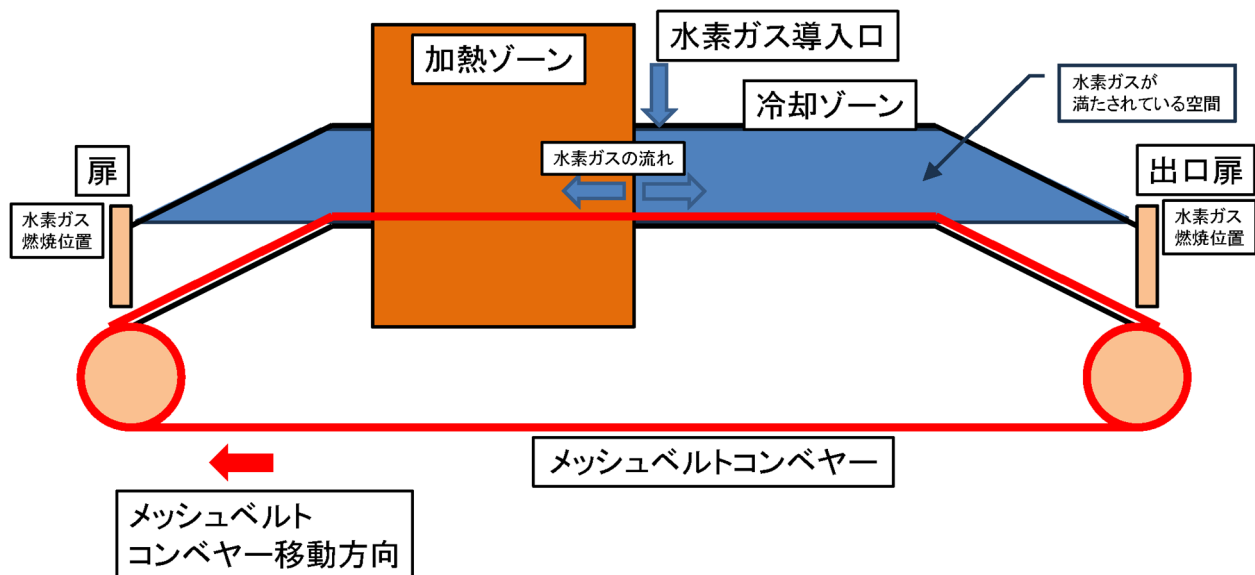 加熱ゾーン
水素ガス導入口
冷却ゾーン
水素ガスが
満たされている空間
水素ガスの流れ
扉
水素ガス
燃焼位置
出口扉
水素ガス
燃焼位置
メッシュベルトコンベヤー
メッシュベルト
コンベヤー移動方向